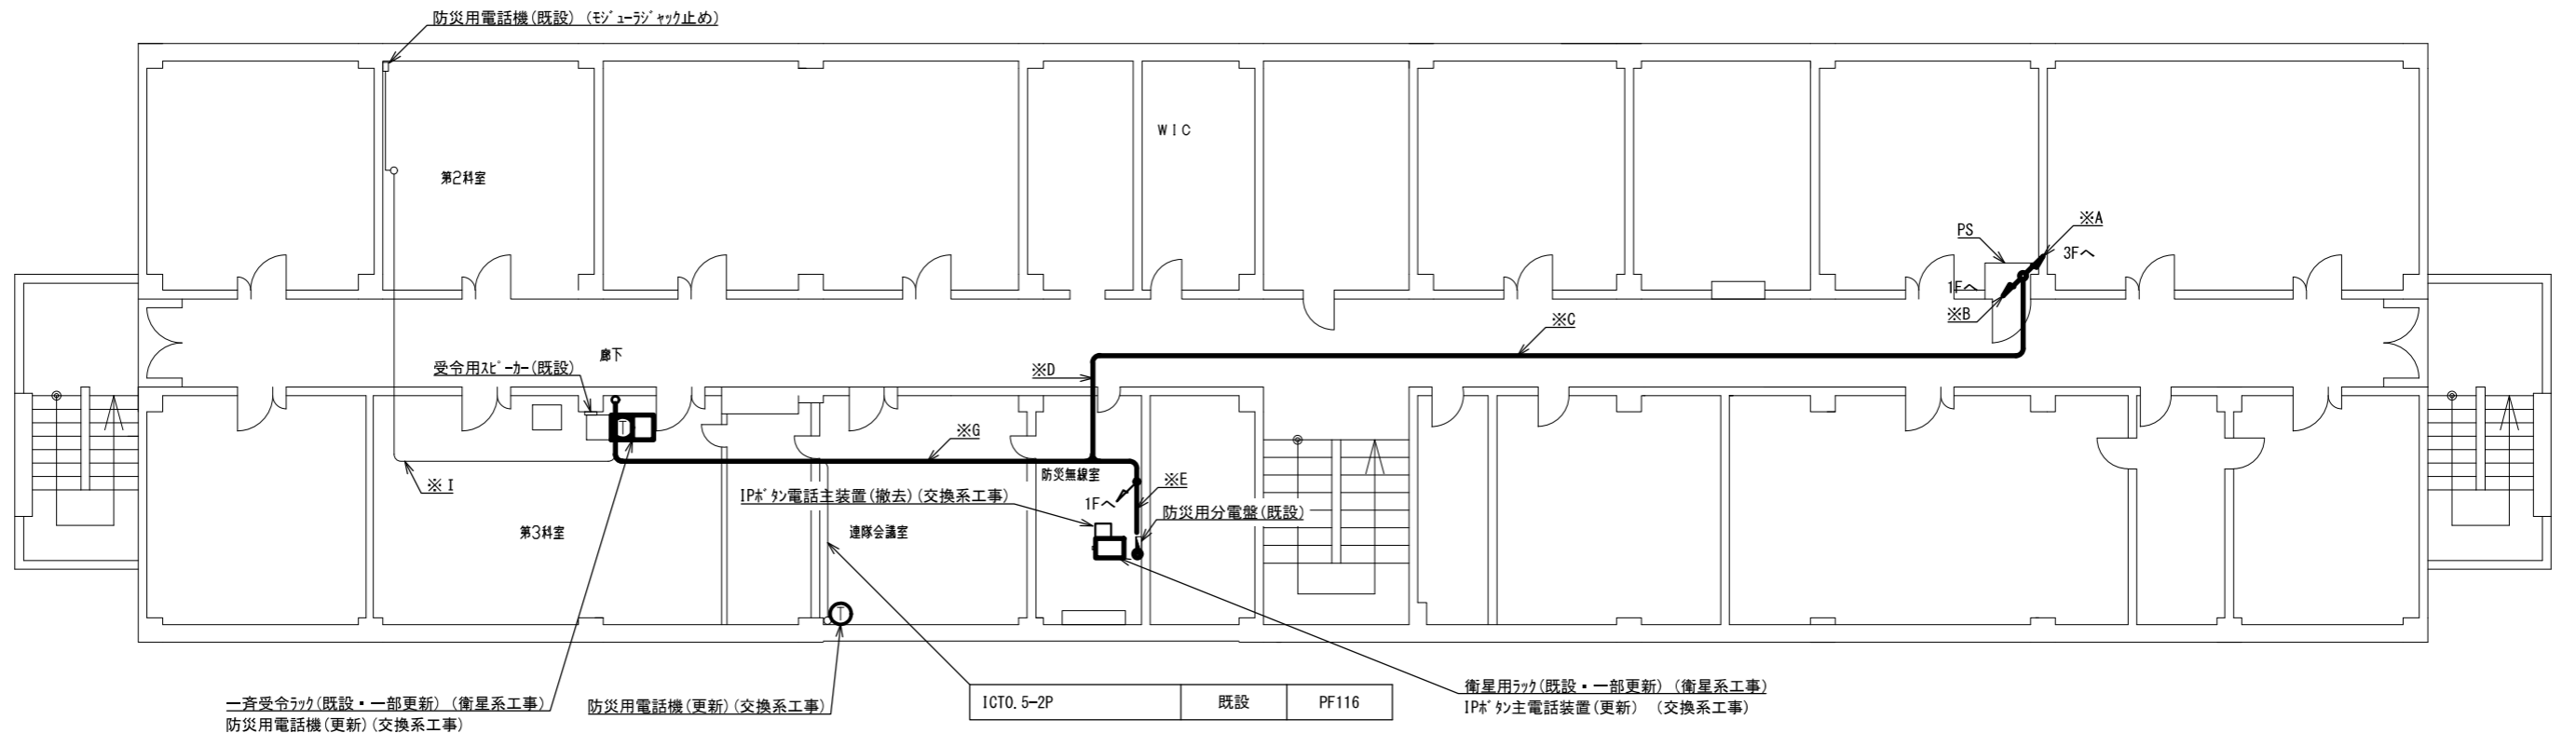 防災用電話機(既設) (ﾓｼﾞｭｰﾗｼﾞｬｯｸ止め)
WIC
第2科室
※A
PS
3Fへ
1Fへ
※B
※C
廊下
受令用ｽﾋﾟｰｶｰ(既設)
※D
T
※G
防災無線室
※I
※E
IPﾎﾞﾀﾝ電話主装置(撤去)(交換系工事)
1Fへ
防災用分電盤(既設)
第3科室
連隊会議室
T
一斉受令ﾗｯｸ(既設・一部更新) (衛星系工事)
防災用電話機(更新)(交換系工事)
防災用電話機(更新)(交換系工事)
ICT0.5-2P 既設 PF116
衛星用ﾗｯｸ(既設・一部更新) (衛星系工事)
IPﾎﾞﾀﾝ主電話装置(更新) (交換系工事)